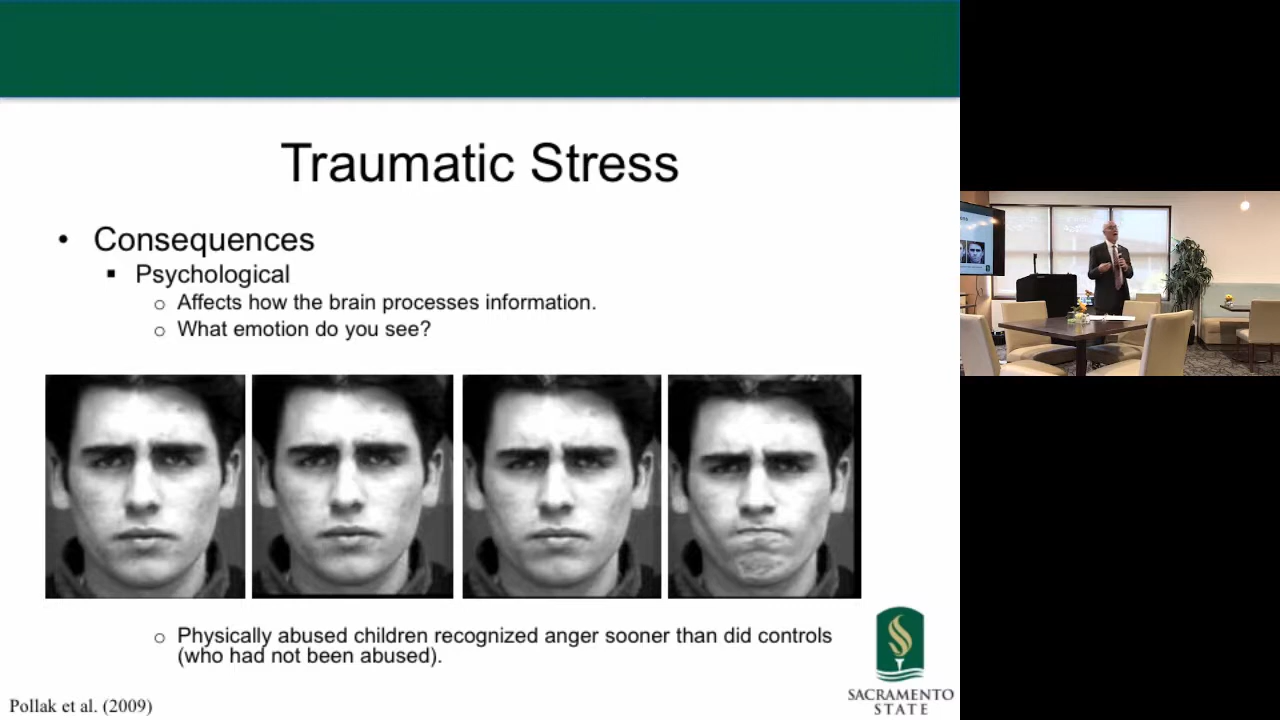 Traumatic Stress
• Consequences
▪ Psychological
○ Affects how the brain processes information.
○ What emotion do you see?
○ Physically abused children recognized anger sooner than did controls
(who had not been abused).
SACRAMENTO
STATE
Pollak et al. (2009)